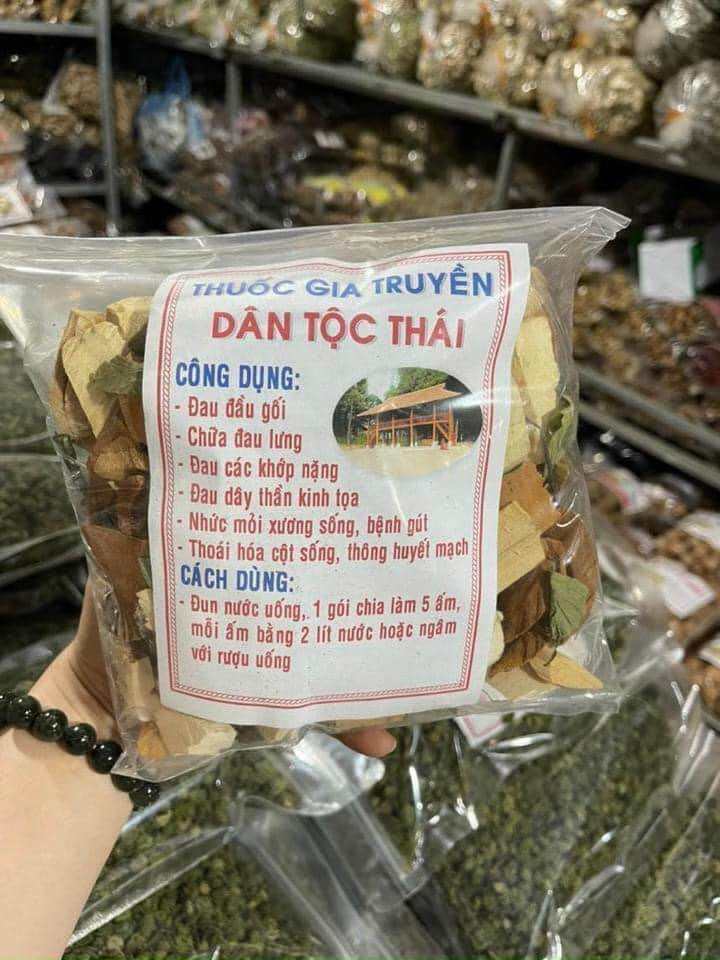 THUỐC GIA TRUYỀN
DÂN TỘC THÁI
CÔNG DỤNG:
- Đau đầu gối
- Chữa đau lưng
- Đau các khớp nặng
- Đau dây thần kinh tọa
- Nhức mỏi xương sống, bệnh gút
- Thoái hóa cột sống, thông huyết mạch
CÁCH DÙNG:
- Đun nước uống, 1 gói chia làm 5 ấm,
mỗi ấm bằng 2 lít nước hoặc ngâm
với rượu uống